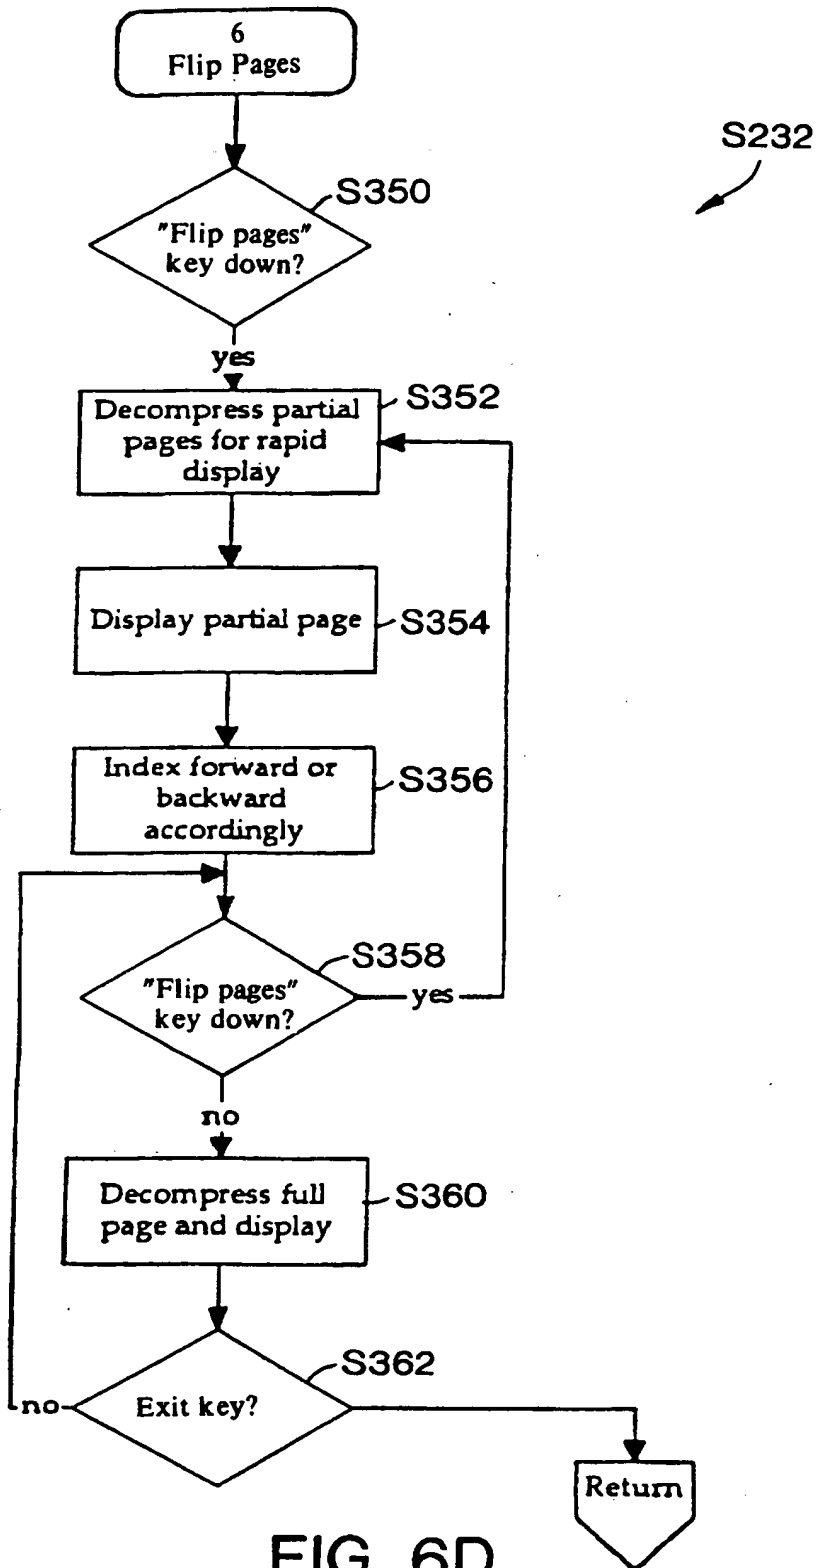 6
Flip Pages
S232
S350
"Flip pages"
key down?
yes
S352
Decompress partial
pages for rapid
display
Display partial page
S354
Index forward or
backward
accordingly
S356
S358
"Flip pages"
key down?
yes
no
Decompress full
page and display
S360
S362
Exit key?
no
Return
FIG. 6D